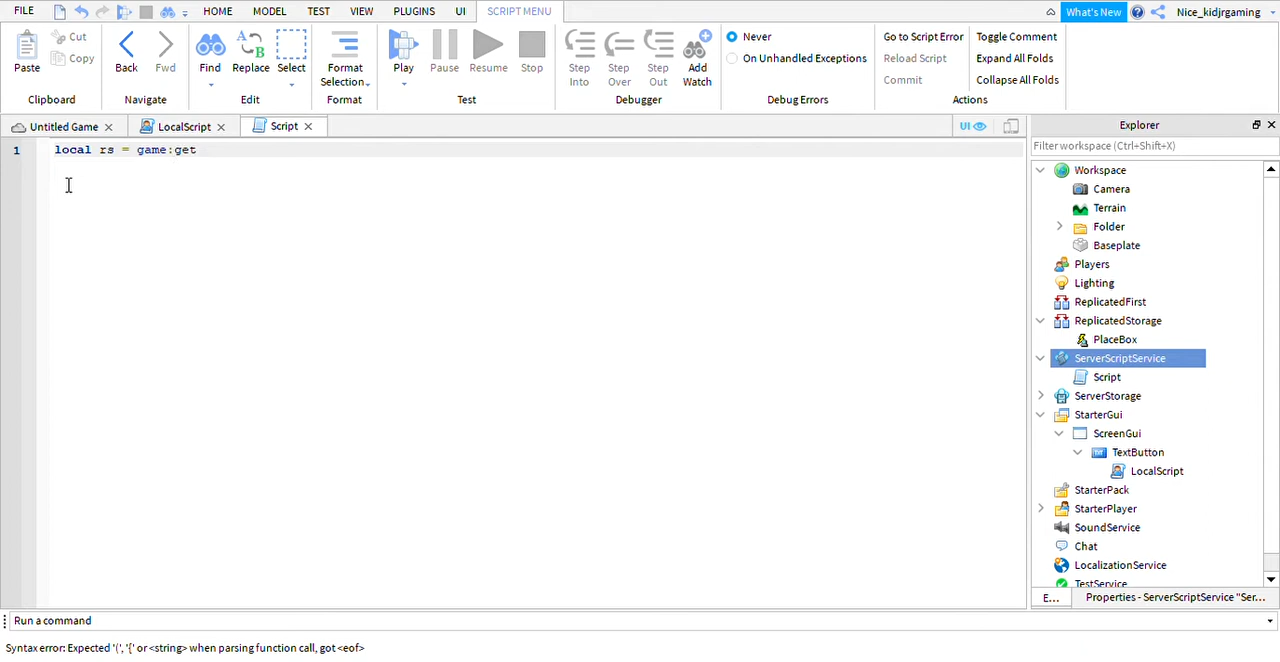 FILE HOME MODEL TEST VIEW PLUGINS UI SCRIPT MENU What's New Nice_kidjrgaming
Paste Cut Copy Clipboard
Back Fwd Navigate
Find Replace Select Edit
Format Selection Format
Play Pause Resume Stop Test
Step Into Step Over Step Out Add Watch Debugger
Never
On Unhandled Exceptions
Debug Errors
Go to Script Error Toggle Comment
Reload Script Expand All Folds
Commit Collapse All Folds
Actions
Untitled Game LocalScript Script UI
1 local rs = game:get
Explorer
Filter workspace (Ctrl+Shift+X)
Workspace
Camera
Terrain
Folder
Baseplate
Players
Lighting
ReplicatedFirst
ReplicatedStorage
PlaceBox
ServerScriptService
Script
ServerStorage
StarterGui
ScreenGui
TextButton
LocalScript
StarterPack
StarterPlayer
SoundService
Chat
LocalizationService
TestService
E... Properties - ServerScriptService "Ser...
Run a command
Syntax error: Expected '(', '{' or <string> when parsing function call, got <eof>